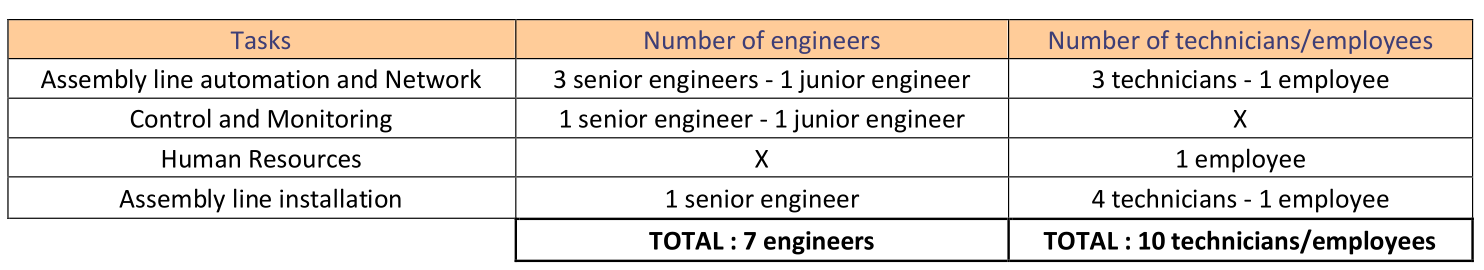 Tasks Number of engineers Number of technicians/employees
Assembly line automation and Network 3 senior engineers - 1 junior engineer 3 technicians - 1 employee
Control and Monitoring 1 senior engineer - 1 junior engineer X
Human Resources X 1 employee
Assembly line installation 1 senior engineer 4 technicians - 1 employee
TOTAL : 7 engineers TOTAL : 10 technicians/employees